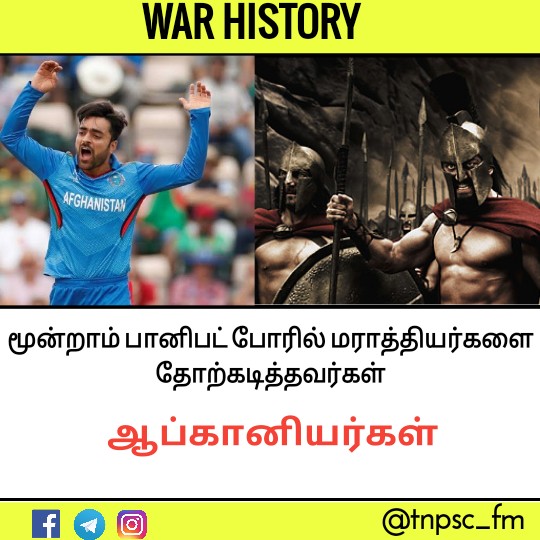 WAR HISTORY
AFGHANISTAN
மூன்றாம் பானிபட் போரில் மராத்தியர்களை
தோற்கடித்தவர்கள்
ஆப்கானியர்கள்
@tnpsc_fm